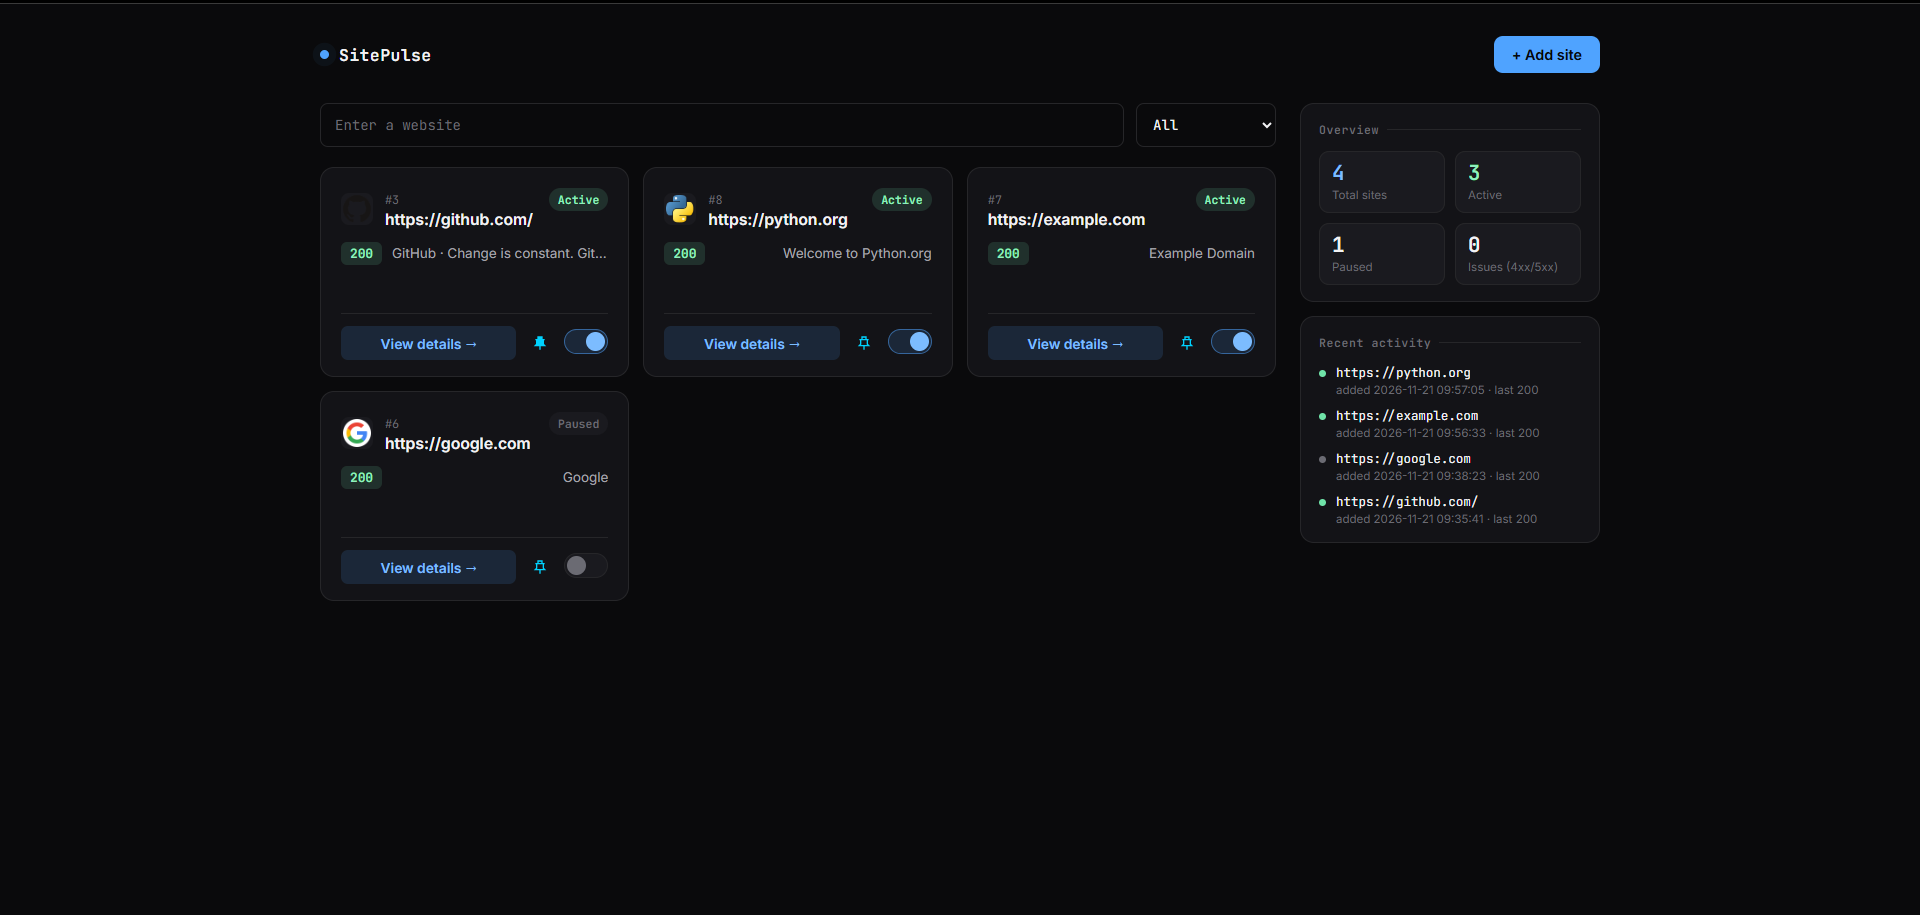 SitePulse
+ Add site
Enter a website
All
#3
Active
https://github.com/
200
GitHub · Change is constant. Git...
View details →
#8
Active
https://python.org
200
Welcome to Python.org
View details →
#7
Active
https://example.com
200
Example Domain
View details →
#6
Paused
https://google.com
200
Google
View details →
Overview
4
Total sites
3
Active
1
Paused
0
Issues (4xx/5xx)
Recent activity
https://python.org
added 2026-11-21 09:57:05 · last 200
https://example.com
added 2026-11-21 09:56:33 · last 200
https://google.com
added 2026-11-21 09:38:23 · last 200
https://github.com/
added 2026-11-21 09:35:41 · last 200